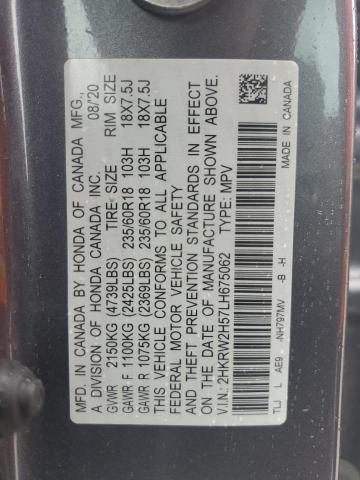 MFD. IN CANADA BY HONDA OF CANADA MFG.,
A DIVISION OF HONDA CANADA INC. 08/'20
GVWR 2150KG (4739LBS) TIRE SIZE RIM SIZE
GAWR F 1100KG (2425LBS) 235/60R18 103H 18X7.5J
GAWR R 1075KG (2369LBS) 235/60R18 103H 18X7.5J
THIS VEHICLE CONFORMS TO ALL APPLICABLE
FEDERAL MOTOR VEHICLE SAFETY
AND THEFT PREVENTION STANDARDS IN EFFECT
ON THE DATE OF MANUFACTURE SHOWN ABOVE.
V.I.N.: 2HKRW2H57LH675062 TYPE: MPV
TLJ L AE9 -NH797MV -B -H
MADE IN CANADA